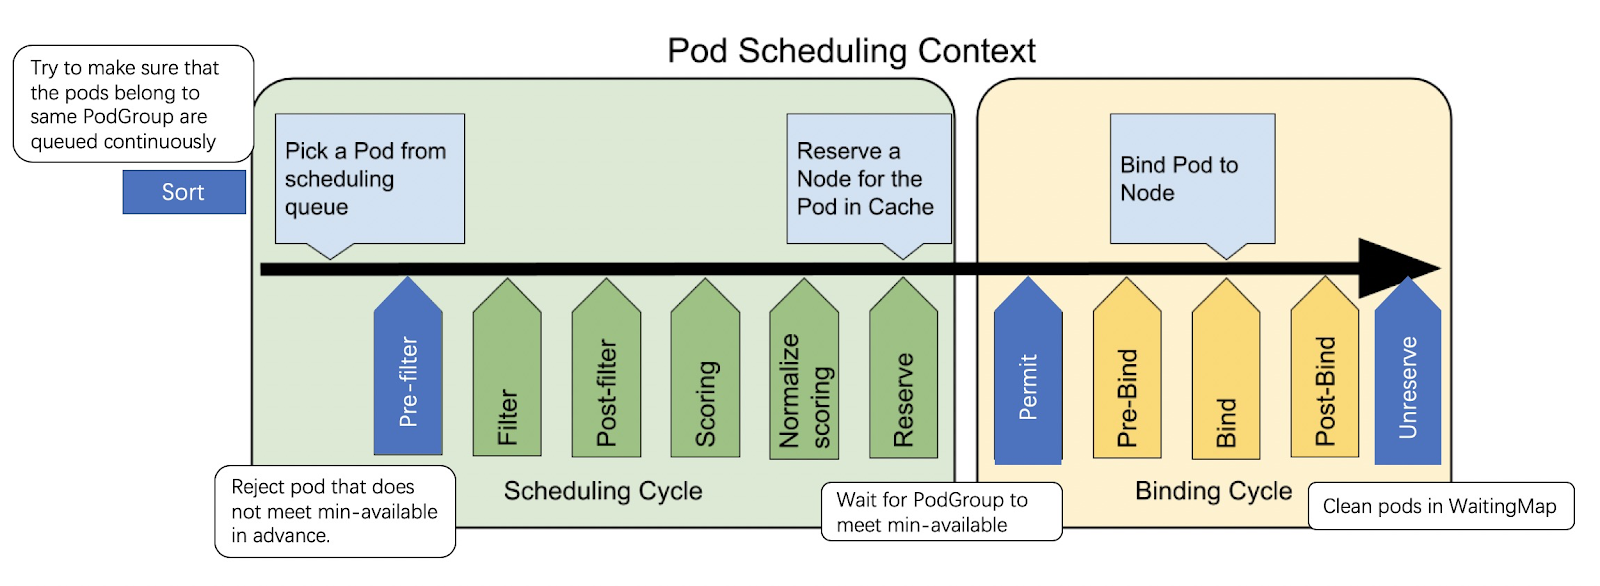 Pod Scheduling Context
Try to make sure that
the pods belong to
same PodGroup are
queued continuously
Sort
Pick a Pod from
scheduling
queue
Reserve a
Node for the
Pod in Cache
Bind Pod to
Node
Pre-filter
Filter
Post-filter
Scoring
Normalize
scoring
Reserve
Permit
Pre-Bind
Bind
Post-Bind
Unreserve
Reject pod that does
not meet min-available
in advance.
Scheduling Cycle
Wait for PodGroup to
meet min-available
Binding Cycle
Clean pods in WaitingMap